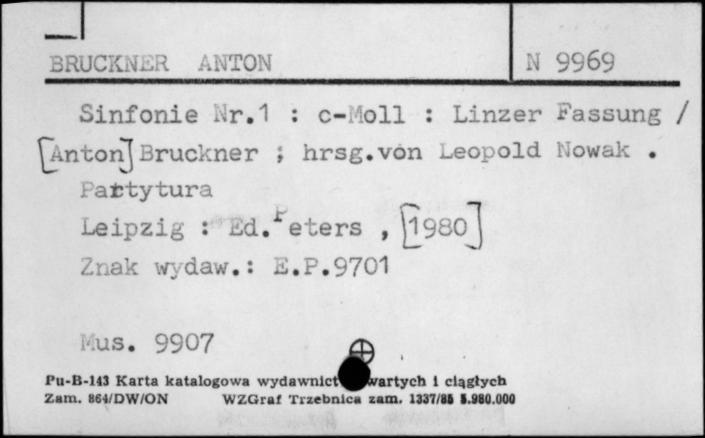 BRUCKNER ANTON N 9969
Sinfonie Nr.1 : c-Moll : Linzer Fassung /
[Anton] Bruckner ; hrsg.von Leopold Nowak .
Partytura
Leipzig : Ed.Peters , [1980]
Znak wydaw.: E.P.9701
Mus. 9907
Pu-B-143 Karta katalogowa wydawnict wartych i ciągłych
Zam. 864/DW/ON WZGraf Trzebnica zam. 1337/85 5.980.000